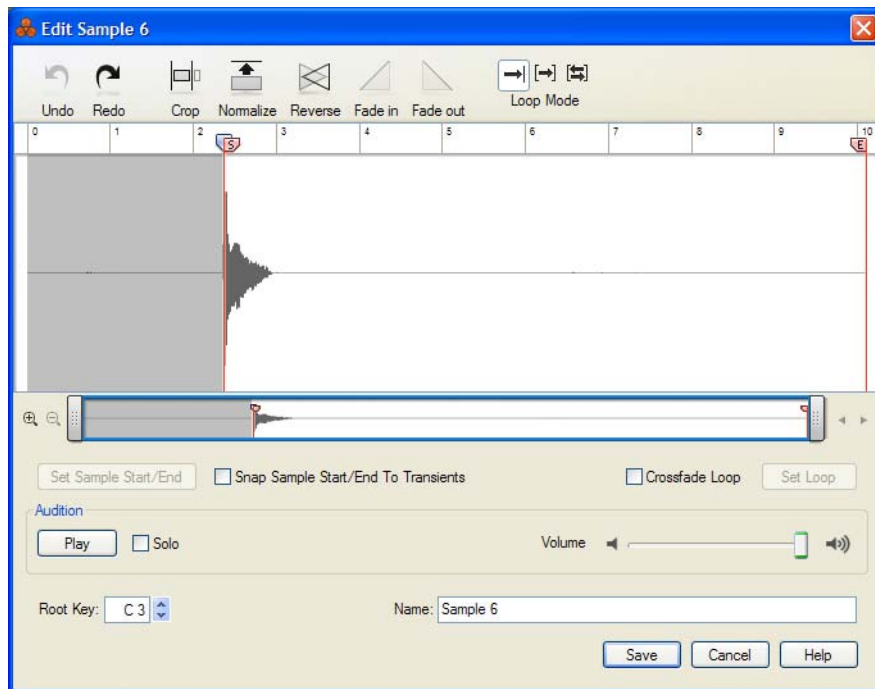 Edit Sample 6
Undo Redo Crop Normalize Reverse Fade in Fade out Loop Mode
0 1 2 3 4 5 6 7 8 9 10
S E
Set Sample Start/End Snap Sample Start/End To Transients Crossfade Loop Set Loop
Audition
Play Solo Volume
Root Key: C 3 Name: Sample 6
Save Cancel Help